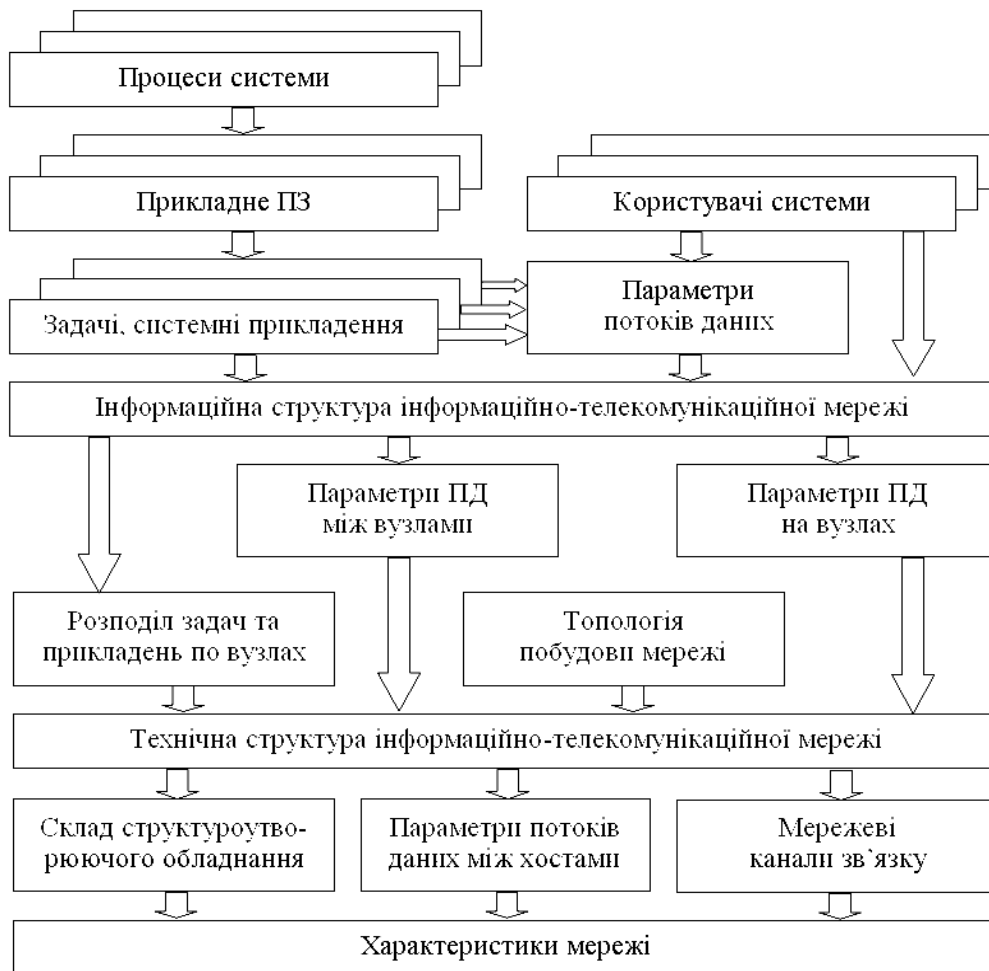 Процеси системи
Прикладне ПЗ
Користувачі системи
Задачі, системні прикладення
Параметри
потоків даних
Інформаційна структура інформаційно-телекомунікаційної мережі
Параметри ПД
між вузлами
Параметри ПД
на вузлах
Розподіл задач та
прикладень по вузлах
Топологія
побудови мережі
Технічна структура інформаційно-телекомунікаційної мережі
Склад структуроутво-
рюючого обладнання
Параметри потоків
даних між хостами
Мережеві
канали зв`язку
Характеристики мережі